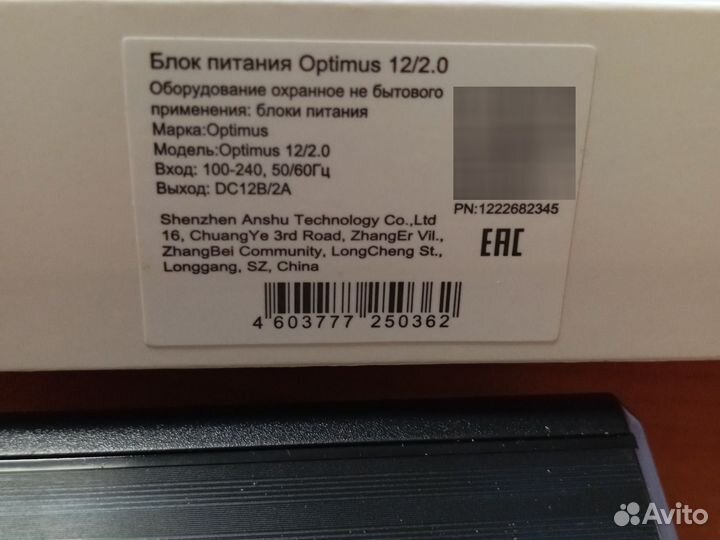 Блок питания Optimus 12/2.0
Оборудование охранное не бытового
применения: блоки питания
Марка:Optimus
Модель:Optimus 12/2.0
Вход: 100-240, 50/60Гц
Выход: DC12В/2А
PN:1222682345
Shenzhen Anshu Technology Co.,Ltd
16, ChuangYe 3rd Road, ZhangEr Vil.,
ZhangBei Community, LongCheng St.,
Longgang, SZ, China
EAC
4 603777 250362
Avito